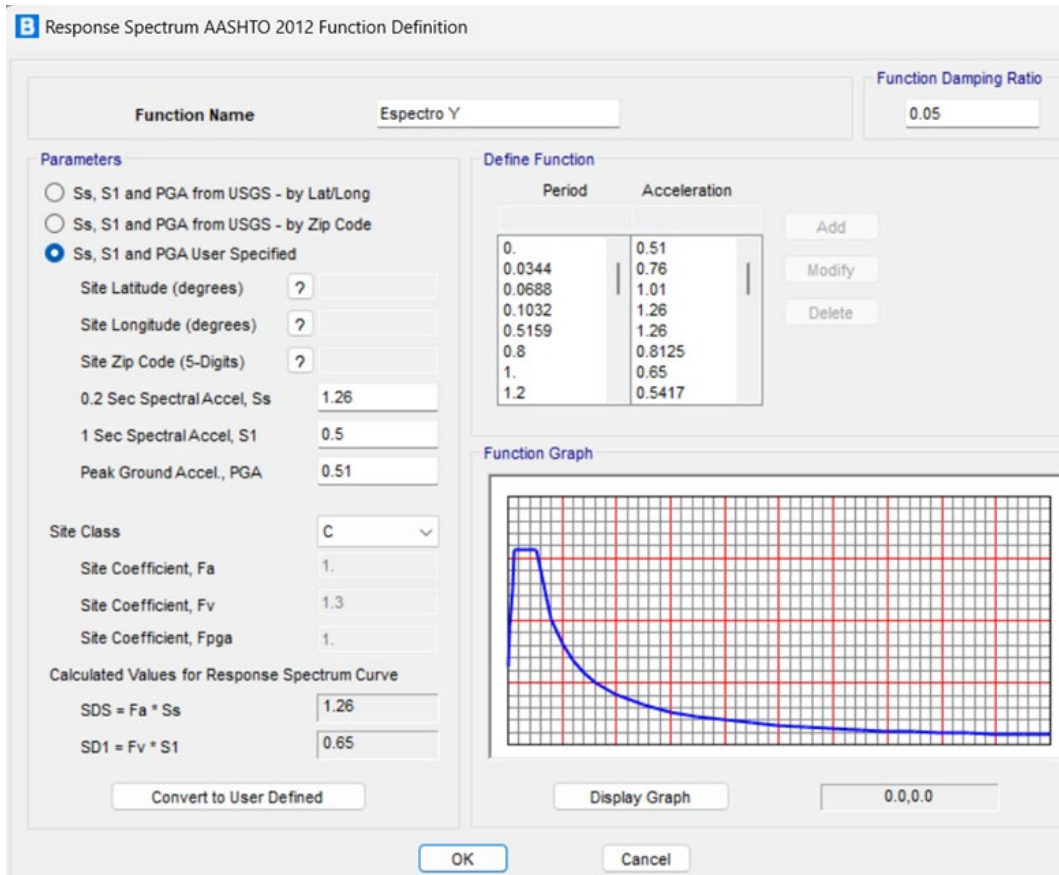 B Response Spectrum AASHTO 2012 Function Definition
Function Damping Ratio
Function Name Espectro Y 0.05
Parameters
Ss, S1 and PGA from USGS - by Lat/Long
Ss, S1 and PGA from USGS - by Zip Code
Ss, S1 and PGA User Specified
Site Latitude (degrees) ?
Site Longitude (degrees) ?
Site Zip Code (5-Digits) ?
0.2 Sec Spectral Accel, Ss 1.26
1 Sec Spectral Accel, S1 0.5
Peak Ground Accel., PGA 0.51
Site Class C
Site Coefficient, Fa 1.
Site Coefficient, Fv 1.3
Site Coefficient, Fpga 1.
Calculated Values for Response Spectrum Curve
SDS = Fa * Ss 1.26
SD1 = Fv * S1 0.65
Convert to User Defined
Define Function
Period Acceleration
0. 0.51
0.0344 0.76
0.0688 1.01
0.1032 1.26
0.5159 1.26
0.8 0.8125
1. 0.65
1.2 0.5417
Add
Modify
Delete
Function Graph
Display Graph 0.0,0.0
OK Cancel